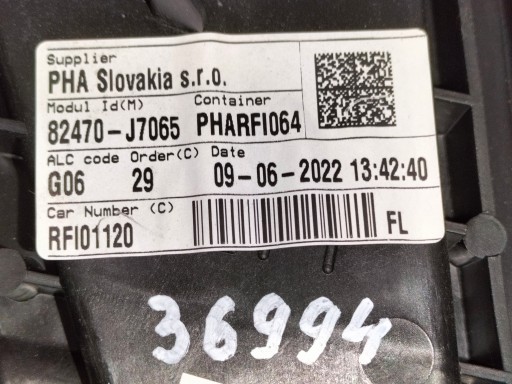 Supplier
PHA Slovakia s.r.o.
Modul Id(M) Container
82470-J7065 PHARFI064
ALC code Order(C) Date
G06 29 09-06-2022 13:42:40
Car Number (C)
RFI01120 FL
36994